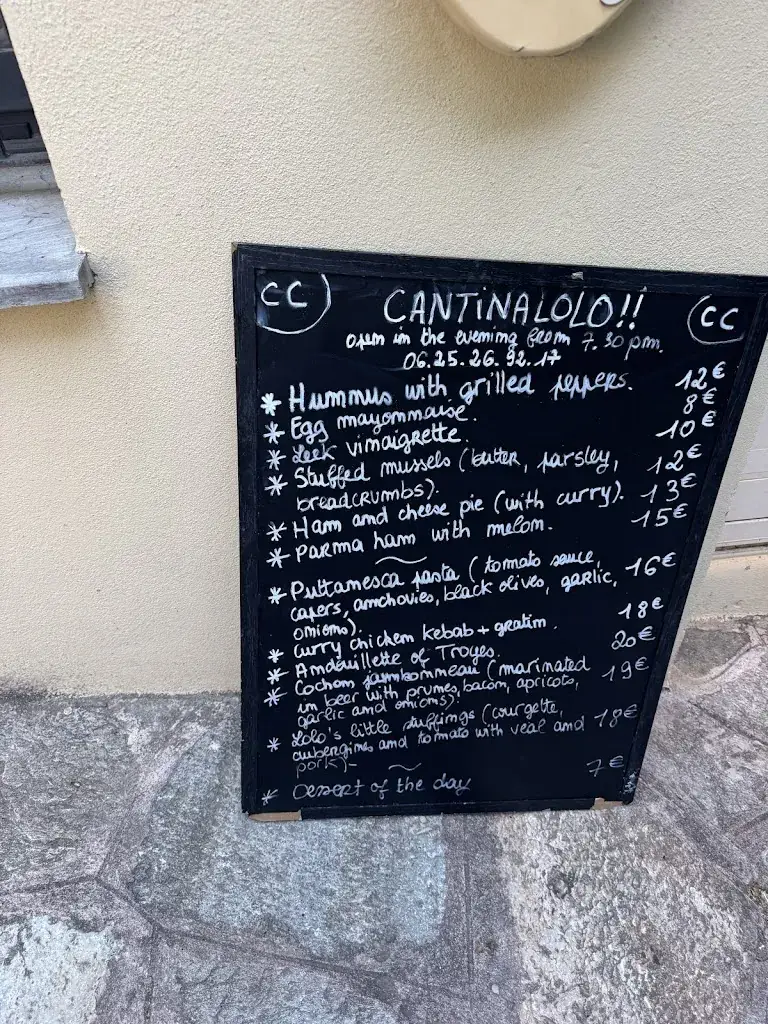 CC CANTINALOLO!! CC
open in the evening from 7.30 pm.
06.25.26.92.17
* Hummus with grilled peppers. 12€
* Egg mayonnaise. 8€
* Leek vinaigrette. 10€
* Stuffed mussels (butter, parsley, 12€
breadcrumbs).
* Ham and cheese pie (with curry). 13€
* Parma ham with melon. 15€
~
* Puttanesca pasta (tomato sauce, 16€
capers, anchovies, black olives, garlic,
onions).
* Curry chicken kebab + gratin. 18€
* Andouillette of Troyes. 20€
* Cochon (marinated 19€
in beer with prunes, bacon, apricots,
garlic and onions).
* Lolo's little stuffings (courgette, 18€
aubergine and tomato with veal and
pork)-
~
* Dessert of the day 7€